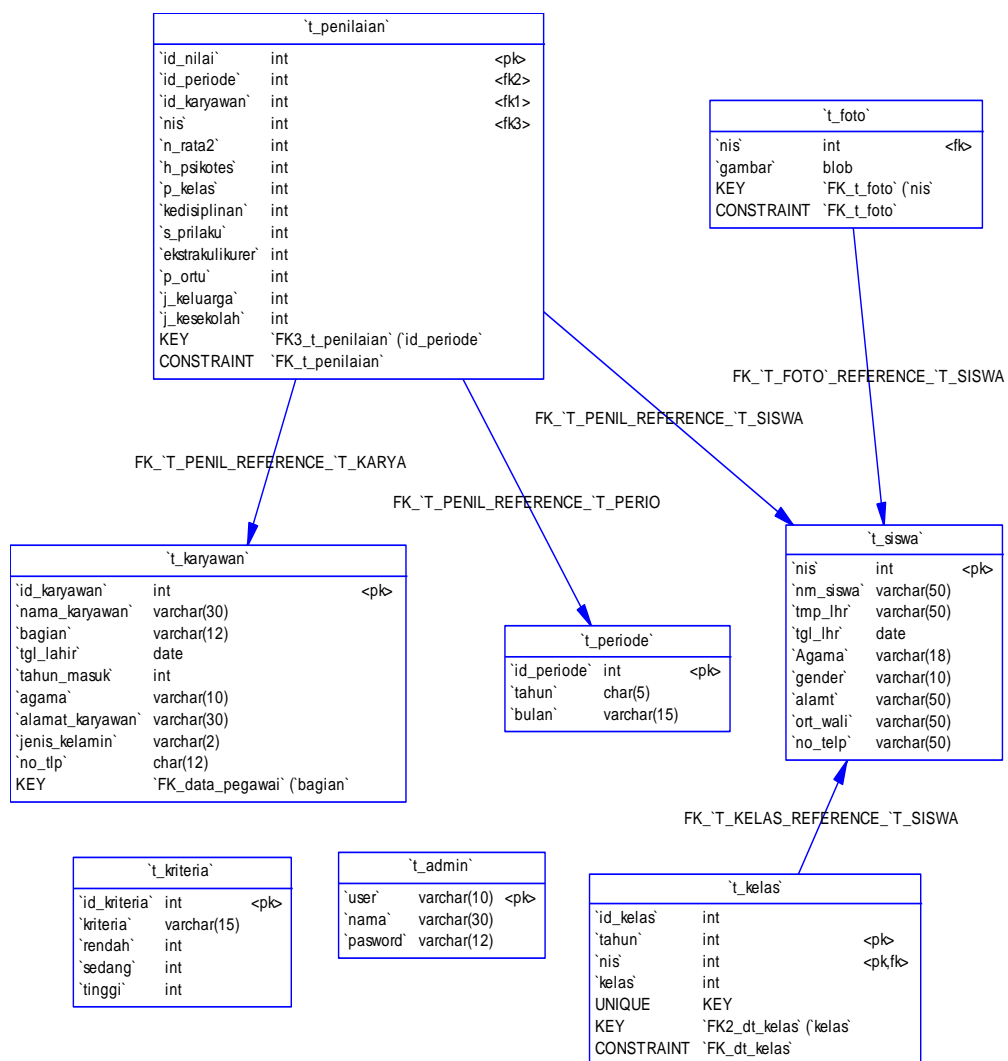 `t_penilaian`
`id_nilai` int <pk>
`id_periode` int <fk2>
`id_karyawan` int <fk1>
`nis` int <fk3>
`n_rata2` int
`h_psikotes` int
`p_kelas` int
`kedisiplinan` int
`s_prilaku` int
`ekstrakulikurer` int
`p_ortu` int
`j_keluarga` int
`j_kesekolah` int
KEY `FK3_t_penilaian` (`id_periode`
CONSTRAINT `FK_t_penilaian`
`t_foto`
`nis` int <fk>
`gambar` blob
KEY `FK_t_foto` (`nis`
CONSTRAINT `FK_t_foto`
FK_`T_FOTO`_REFERENCE_`T_SISWA
FK_`T_PENIL_REFERENCE_`T_SISWA
FK_`T_PENIL_REFERENCE_`T_KARYA
FK_`T_PENIL_REFERENCE_`T_PERIO
`t_karyawan`
`id_karyawan` int <pk>
`nama_karyawan` varchar(30)
`bagian` varchar(12)
`tgl_lahir` date
`tahun_masuk` int
`agama` varchar(10)
`alamat_karyawan` varchar(30)
`jenis_kelamin` varchar(2)
`no_tlp` char(12)
KEY `FK_data_pegawai` (`bagian`
`t_periode`
`id_periode` int <pk>
`tahun` char(5)
`bulan` varchar(15)
`t_siswa`
`nis` int <pk>
`nm_siswa` varchar(50)
`tmp_lhr` varchar(50)
`tgl_lhr` date
`Agama` varchar(18)
`gender` varchar(10)
`alamt` varchar(50)
`ort_wali` varchar(50)
`no_telp` varchar(50)
FK_`T_KELAS_REFERENCE_`T_SISWA
`t_kriteria`
`id_kriteria` int <pk>
`kriteria` varchar(15)
`rendah` int
`sedang` int
`tinggi` int
`t_admin`
`user` varchar(10) <pk>
`nama` varchar(30)
`pasword` varchar(12)
`t_kelas`
`id_kelas` int
`tahun` int <pk>
`nis` int <pk,fk>
`kelas` int
UNIQUE KEY
KEY `FK2_dt_kelas` (`kelas`
CONSTRAINT `FK_dt_kelas`